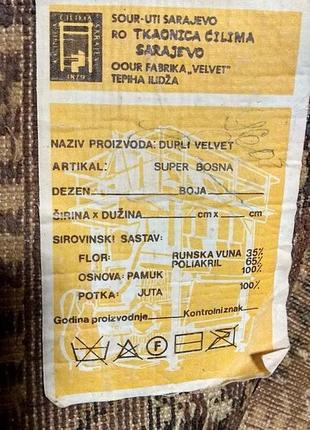 ĆILIMA
SARAJEVO
1879
SOUR-UTI SARAJEVO
RO TKAONICA ĆILIMA
SARAJEVO
OOUR FABRIKA „VELVET"
TEPIHA ILIDŽA
NAZIV PROIZVODA: DUPLI VELVET
ARTIKAL: SUPER BOSNA
DEZEN BOJA
ŠIRINA x DUŽINA cm x cm
SIROVINSKI SASTAV:
FLOR: RUNSKA VUNA 35%
POLIAKRIL 65%
OSNOVA: PAMUK 100%
POTKA: JUTA 100%
Godina proizvodnje Kontrolni znak
F